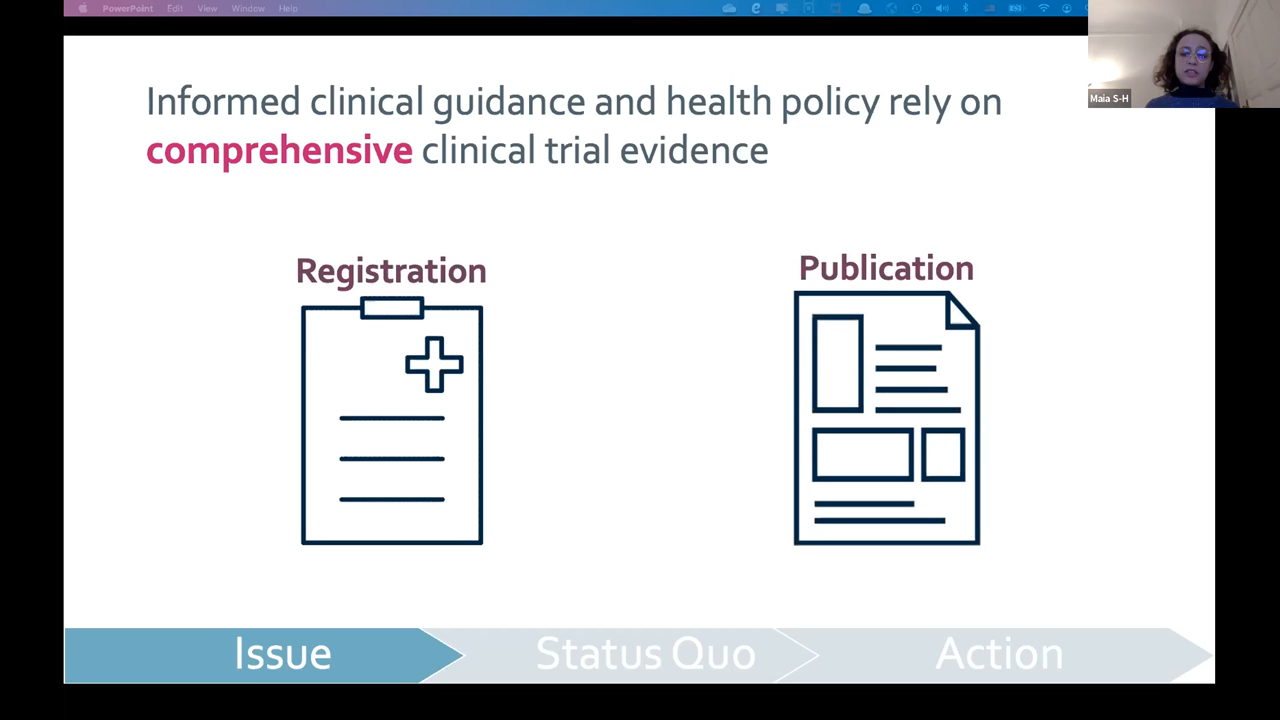 PowerPoint Edit View Window Help
Informed clinical guidance and health policy rely on
comprehensive clinical trial evidence
Maia S-H
Registration
Publication
Issue
Status Quo
Action